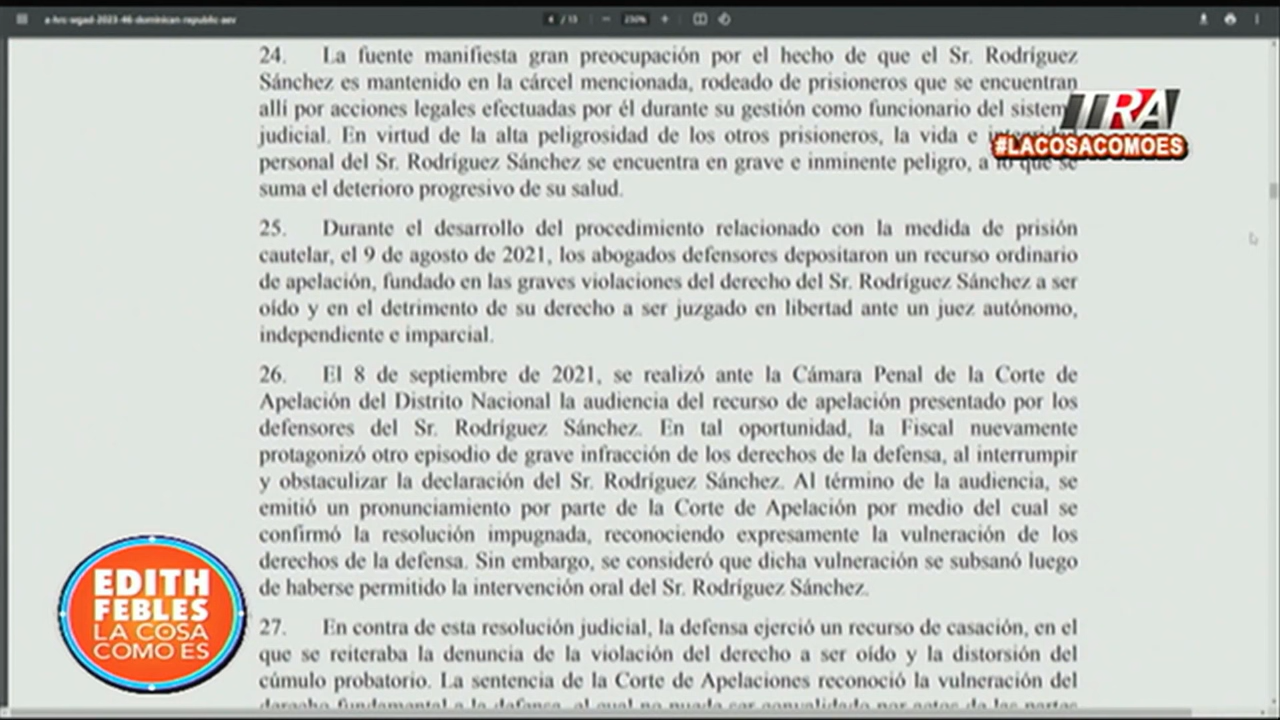 a-hrc-wgad-2023-46-dominican-republic-aev
4 / 13
230%
24. La fuente manifiesta gran preocupación por el hecho de que el Sr. Rodríguez
Sánchez es mantenido en la cárcel mencionada, rodeado de prisioneros que se encuentran
allí por acciones legales efectuadas por él durante su gestión como funcionario del sistem
judicial. En virtud de la alta peligrosidad de los otros prisioneros, la vida e
personal del Sr. Rodríguez Sánchez se encuentra en grave e inminente peligro, a lo que se
suma el deterioro progresivo de su salud.
TRA
#LACOSACOMOES
25. Durante el desarrollo del procedimiento relacionado con la medida de prisión
cautelar, el 9 de agosto de 2021, los abogados defensores depositaron un recurso ordinario
de apelación, fundado en las graves violaciones del derecho del Sr. Rodríguez Sánchez a ser
oído y en el detrimento de su derecho a ser juzgado en libertad ante un juez autónomo,
independiente e imparcial.
26. El 8 de septiembre de 2021, se realizó ante la Cámara Penal de la Corte de
Apelación del Distrito Nacional la audiencia del recurso de apelación presentado por los
defensores del Sr. Rodríguez Sánchez. En tal oportunidad, la Fiscal nuevamente
protagonizó otro episodio de grave infracción de los derechos de la defensa, al interrumpir
y obstaculizar la declaración del Sr. Rodríguez Sánchez. Al término de la audiencia, se
emitió un pronunciamiento por parte de la Corte de Apelación por medio del cual se
confirmó la resolución impugnada, reconociendo expresamente la vulneración de los
derechos de la defensa. Sin embargo, se consideró que dicha vulneración se subsanó luego
de haberse permitido la intervención oral del Sr. Rodríguez Sánchez.
27. En contra de esta resolución judicial, la defensa ejerció un recurso de casación, en el
que se reiteraba la denuncia de la violación del derecho a ser oído y la distorsión del
cúmulo probatorio. La sentencia de la Corte de Apelaciones reconoció la vulneración del
EDITH
FEBLES
LA COSA
COMO ES